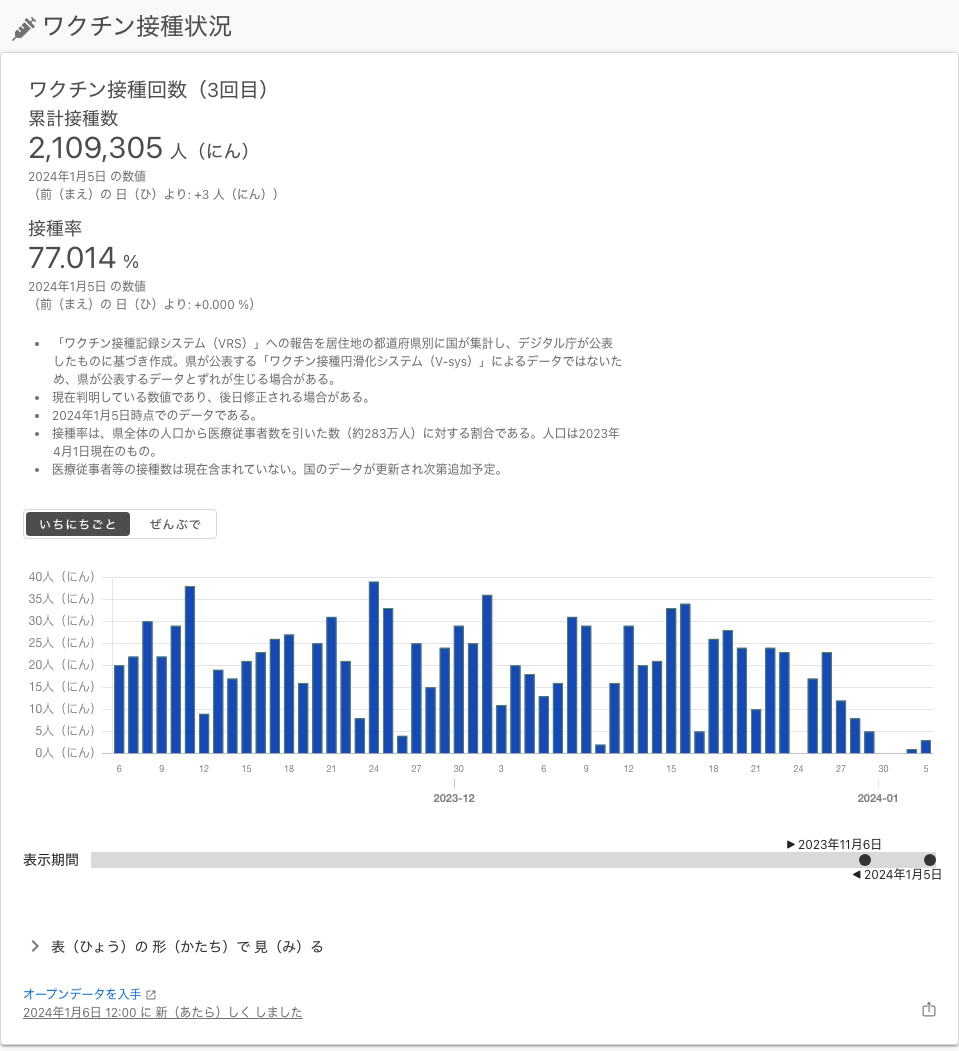 ワクチン接種状況
ワクチン接種回数（3回目）
累計接種数
2,109,305 人（にん）
2024年1月5日 の数値
（前（まえ）の 日（ひ）より: +3 人（にん））
接種率
77.014 %
2024年1月5日 の数値
（前（まえ）の 日（ひ）より: +0.000 %）
• 「ワクチン接種記録システム（VRS）」への報告を居住地の都道府県別に国が集計し、デジタル庁が公表
したものに基づき作成。県が公表する「ワクチン接種円滑化システム（V-sys）」によるデータではないた
め、県が公表するデータとずれが生じる場合がある。
• 現在判明している数値であり、後日修正される場合がある。
• 2024年1月5日時点でのデータである。
• 接種率は、県全体の人口から医療従事者数を引いた数（約283万人）に対する割合である。人口は2023年
4月1日現在のもの。
• 医療従事者等の接種数は現在含まれていない。国のデータが更新され次第追加予定。
いちにちごと ぜんぶで
40人（にん）
35人（にん）
30人（にん）
25人（にん）
20人（にん）
15人（にん）
10人（にん）
5人（にん）
0人（にん）
6 9 12 15 18 21 24 27 30 3 6 9 12 15 18 21 24 27 30 5
2023-12 2024-01
▶ 2023年11月6日
表示期間
◀ 2024年1月5日
表（ひょう）の 形（かたち）で 見（み）る
オープンデータを入手
2024年1月6日 12:00 に 新（あたら）しく しました